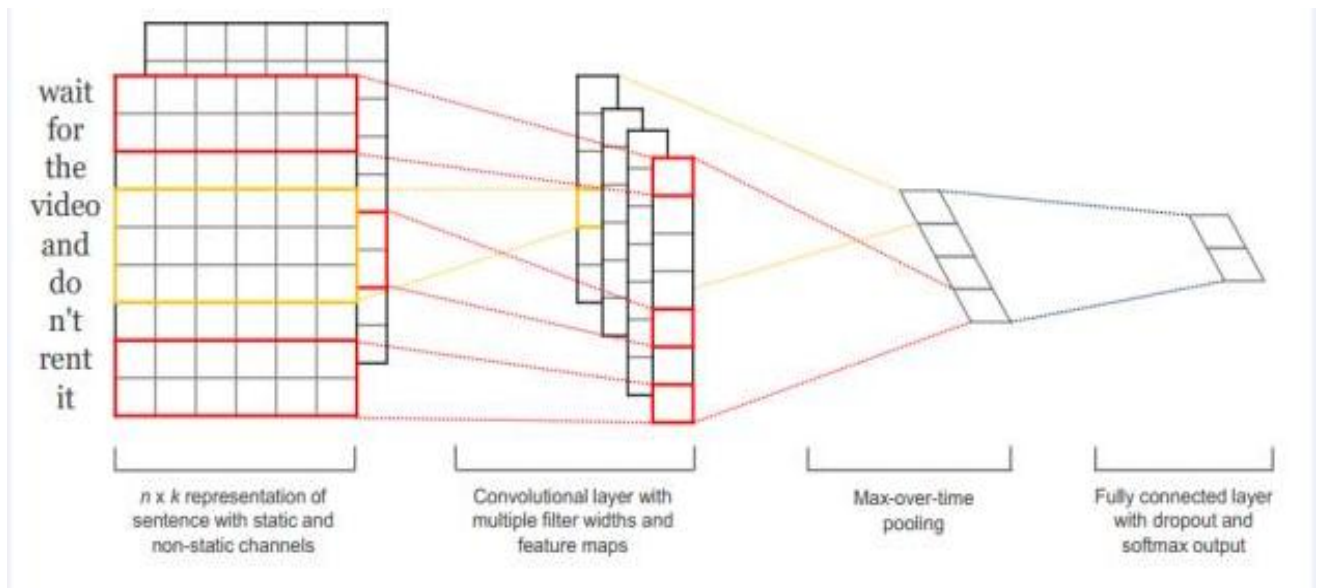 wait
for
the
video
and
do
n't
rent
it
n x k representation of
sentence with static and
non-static channels
Convolutional layer with
multiple filter widths and
feature maps
Max-over-time
pooling
Fully connected layer
with dropout and
softmax output